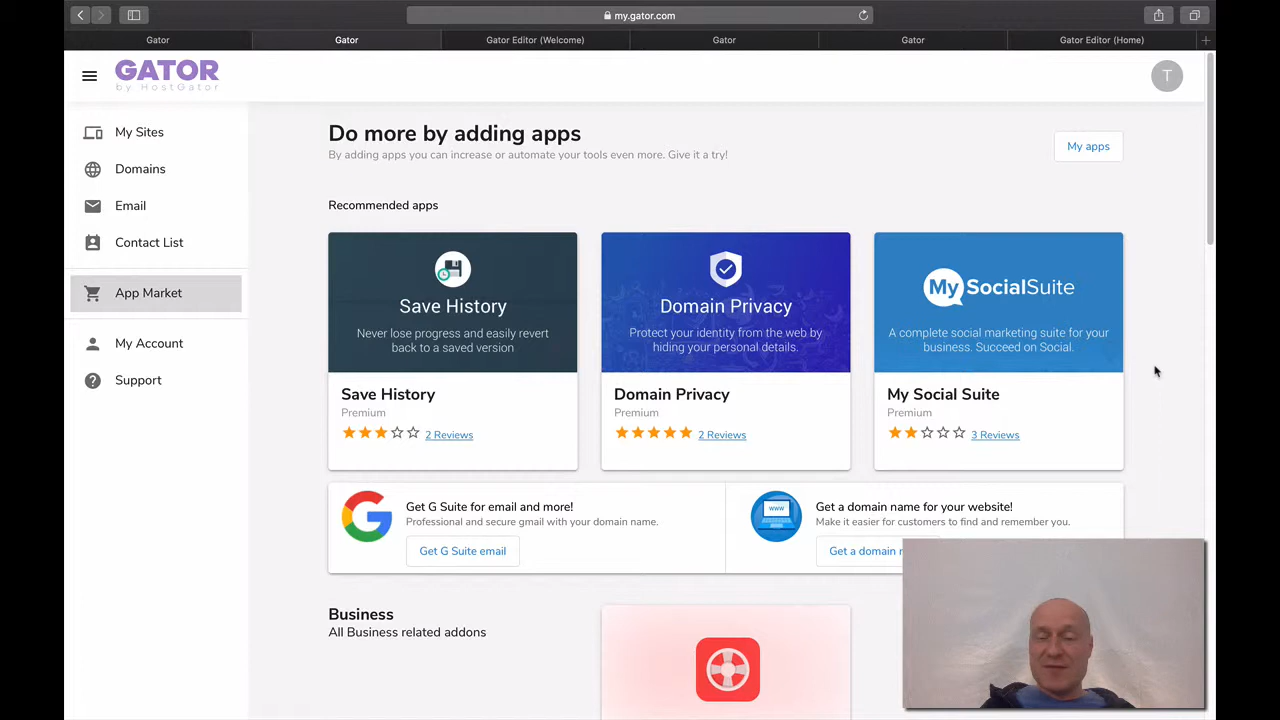 my.gator.com
Gator
Gator
Gator Editor (Welcome)
Gator
Gator
Gator Editor (Home)
GATOR
by HostGator
T
My Sites
Domains
Email
Contact List
App Market
My Account
Support
Do more by adding apps
By adding apps you can increase or automate your tools even more. Give it a try!
My apps
Recommended apps
Save History
Never lose progress and easily revert
back to a saved version
Save History
Premium
2 Reviews
Domain Privacy
Protect your identity from the web by
hiding your personal details.
Domain Privacy
Premium
2 Reviews
My SocialSuite
A complete social marketing suite for your
business. Succeed on Social.
My Social Suite
Premium
3 Reviews
Get G Suite for email and more!
Professional and secure gmail with your domain name.
Get G Suite email
WWW
Get a domain name for your website!
Make it easier for customers to find and remember you.
Get a domain
Business
All Business related addons